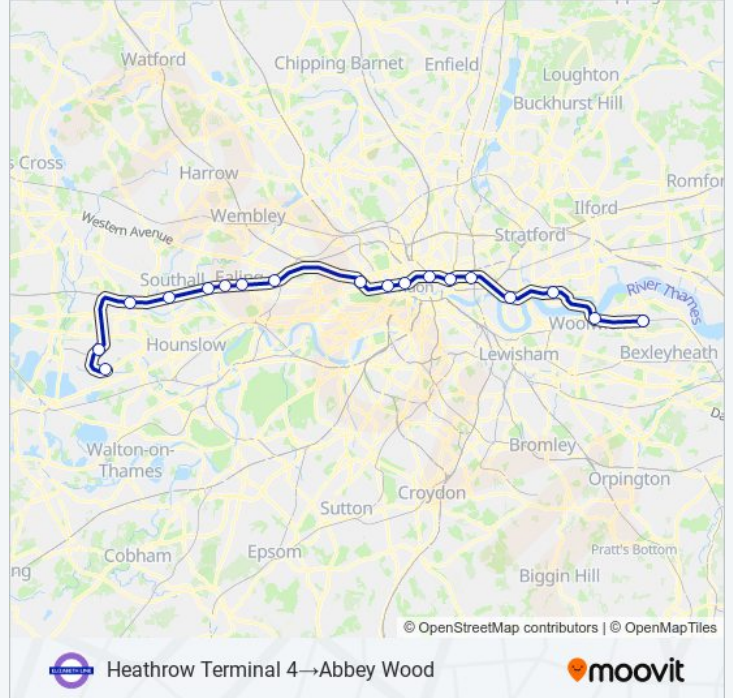 Watford
Chipping Barnet
Enfield
Loughton
Buckhurst Hill
s Cross
Harrow
Romfor
Wembley
Ilford
Western Avenue
Stratford
Southall
Ealing
River Thames
Hounslow
Lewisham
Bexleyheath
Walton-on-
Thames
Bromley
Orpington
Croydon
Sutton
Cobham
Epsom
Pratt's Bottom
ng
Biggin Hill
© OpenStreetMap contributors | © OpenMapTiles
ELIZABETH LINE
Heathrow Terminal 4→Abbey Wood
moovit